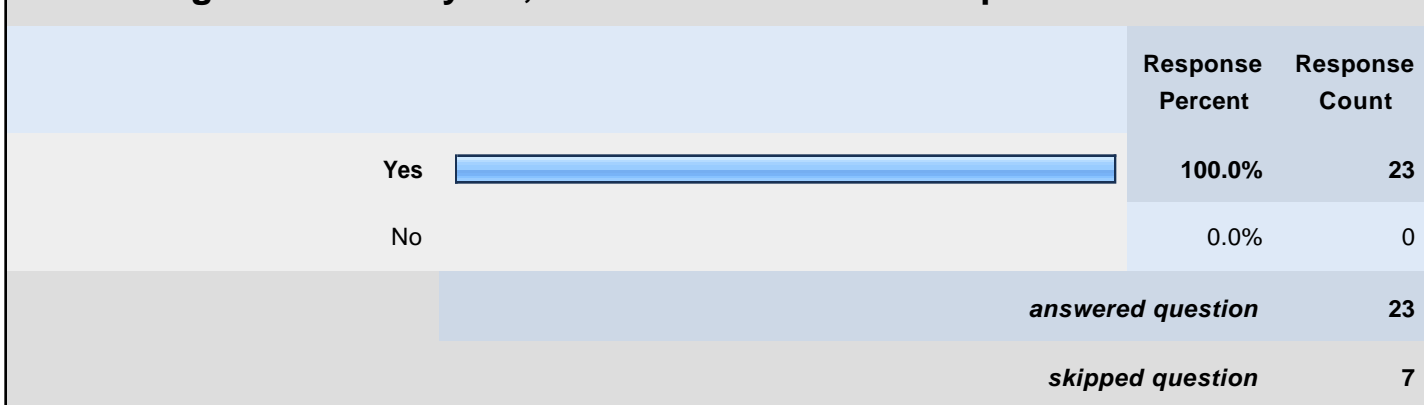 Response Response
Percent Count
Yes 100.0% 23
No 0.0% 0
answered question 23
skipped question 7